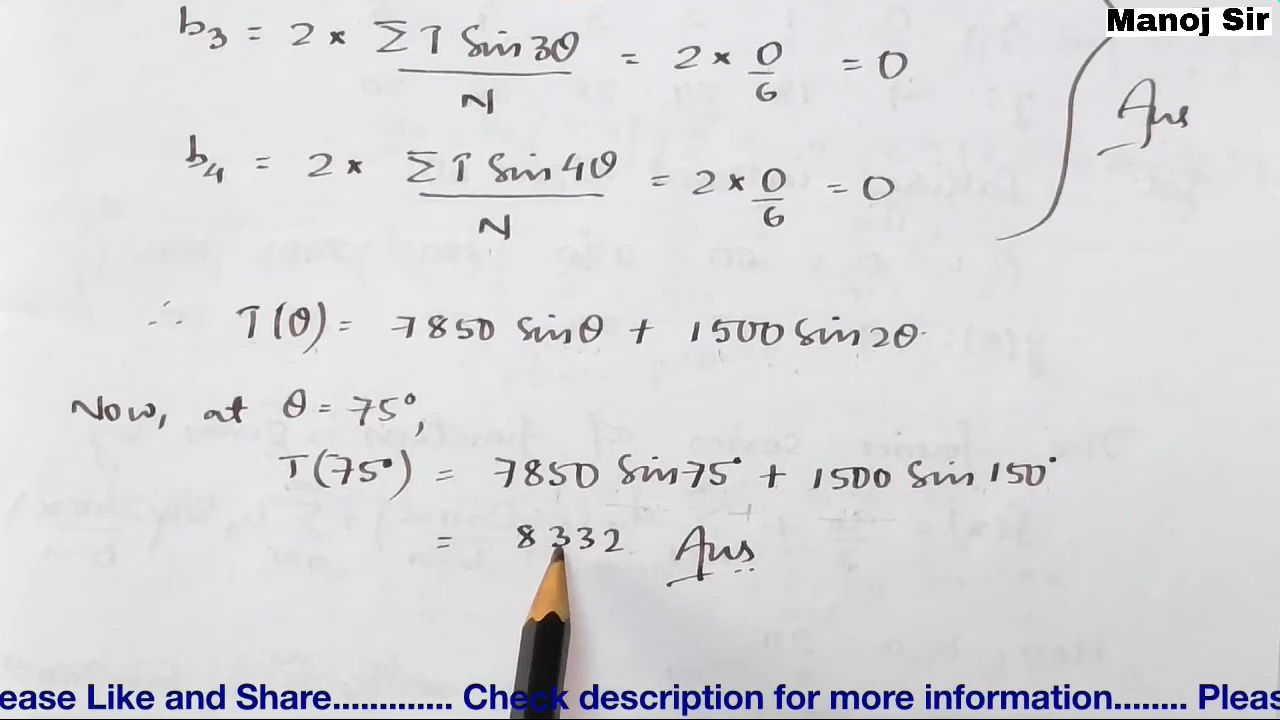 Manoj Sir
b₃ = 2 × ΣT Sin3θ / N = 2 × 0/6 = 0
Ans
b₄ = 2 × ΣT Sin4θ / N = 2 × 0/6 = 0
∴ T(θ) = 7850 sinθ + 1500 sin2θ.
Now, at θ = 75°,
T(75°) = 7850 Sin75° + 1500 Sin 150°
= 8332 Ans
ease Like and Share.............. Check description for more information........ Pleas